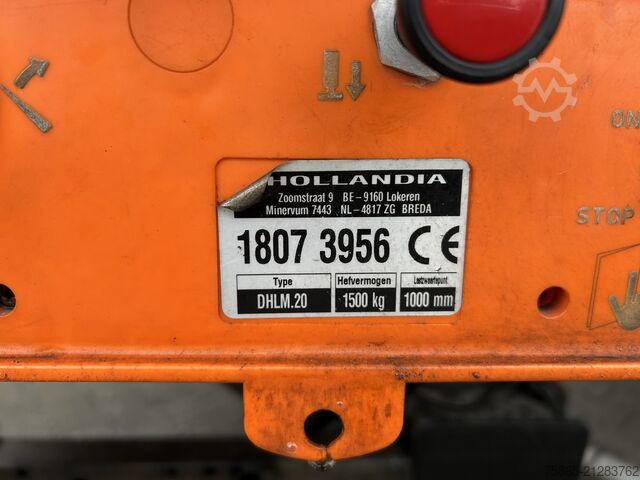 ON
STOP
HOLLANDIA
Zoomstraat 9 BE-9160 Lokeren
Minervum 7443 NL-4817 ZG BREDA
1807 3956 CE
Type Hefvermogen Lastzwaartepunt
DHLM.20 1500 kg 1000 mm